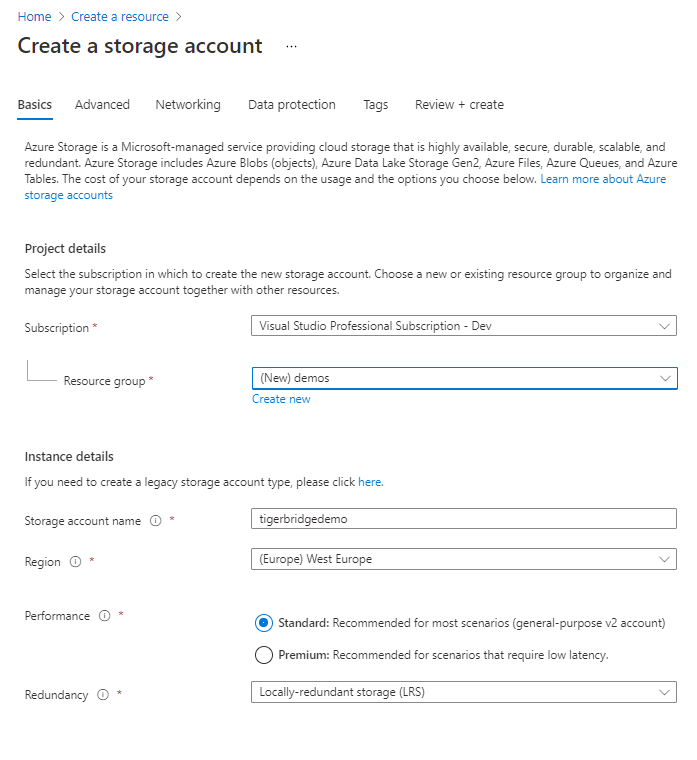 Home > Create a resource >
Create a storage account ...
Basics Advanced Networking Data protection Tags Review + create
Azure Storage is a Microsoft-managed service providing cloud storage that is highly available, secure, durable, scalable, and
redundant. Azure Storage includes Azure Blobs (objects), Azure Data Lake Storage Gen2, Azure Files, Azure Queues, and Azure
Tables. The cost of your storage account depends on the usage and the options you choose below. Learn more about Azure
storage accounts
Project details
Select the subscription in which to create the new storage account. Choose a new or existing resource group to organize and
manage your storage account together with other resources.
Subscription * Visual Studio Professional Subscription - Dev
Resource group * (New) demos
Create new
Instance details
If you need to create a legacy storage account type, please click here.
Storage account name * tigerbridgedemo
Region * (Europe) West Europe
Performance * Standard: Recommended for most scenarios (general-purpose v2 account)
Premium: Recommended for scenarios that require low latency.
Redundancy * Locally-redundant storage (LRS)